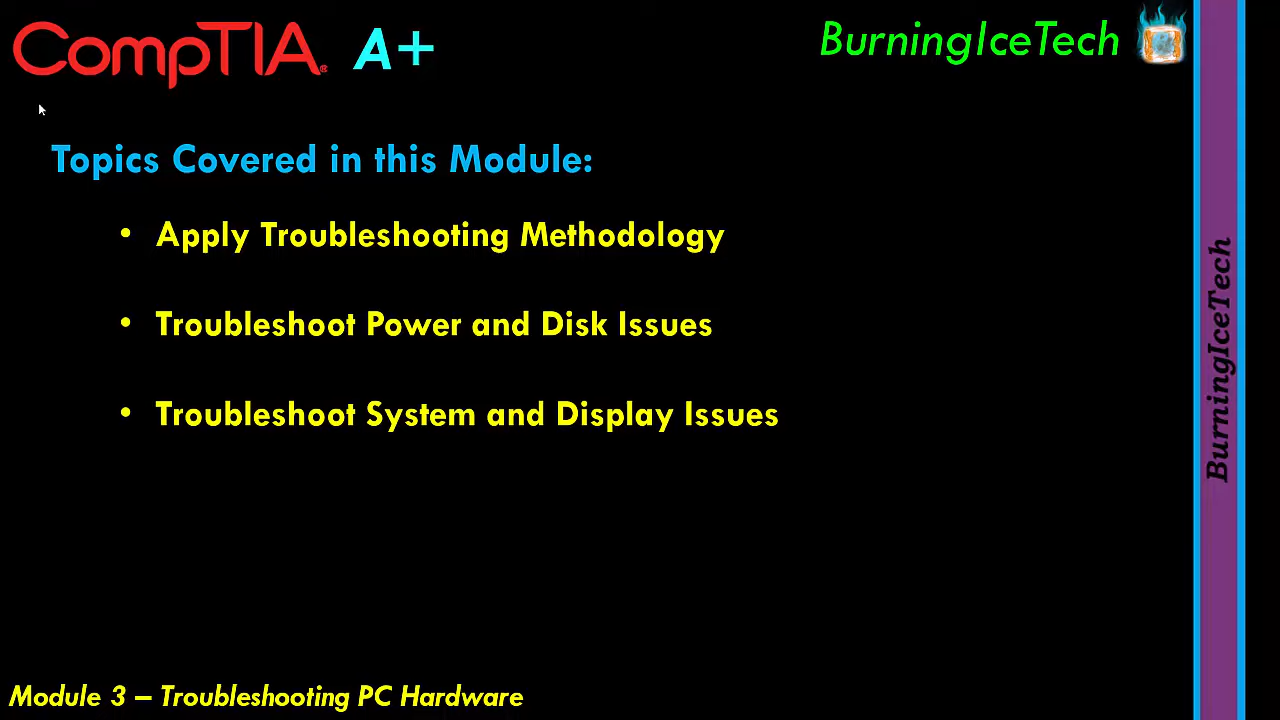 CompTIA® A+
BurningIceTech
Topics Covered in this Module:
• Apply Troubleshooting Methodology
• Troubleshoot Power and Disk Issues
• Troubleshoot System and Display Issues
BurningIceTech
Module 3 – Troubleshooting PC Hardware